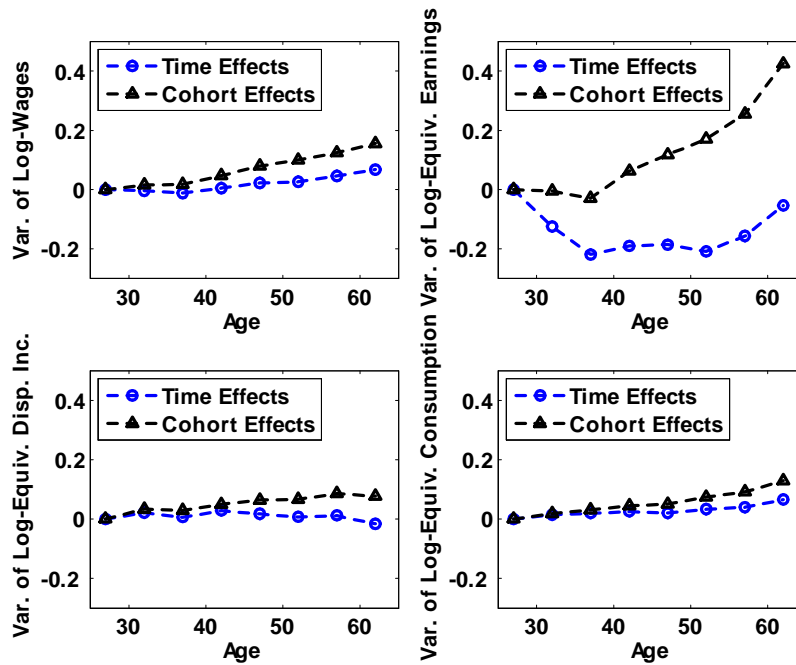 Var. of Log-Wages
0.4
0.2
0
-0.2
Time Effects
Cohort Effects
30
40
50
60
Age
Var. of Log-Equiv. Earnings
0.4
0.2
0
-0.2
Time Effects
Cohort Effects
30
40
50
60
Age
Var. of Log-Equiv. Disp. Inc.
0.4
0.2
0
-0.2
Time Effects
Cohort Effects
30
40
50
60
Age
Var. of Log-Equiv. Consumption
0.4
0.2
0
-0.2
Time Effects
Cohort Effects
30
40
50
60
Age